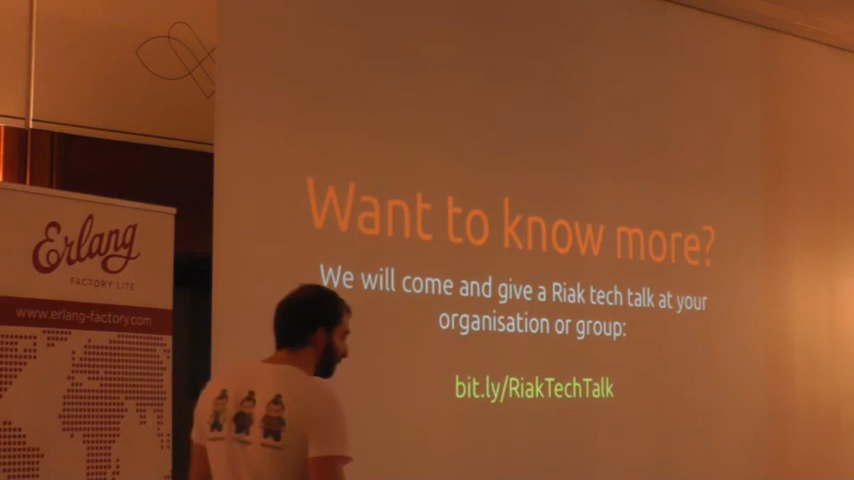 Want to know more?
We will come and give a Riak tech talk at your
organisation or group:
bit.ly/RiakTechTalk
Erlang
FACTORY LITE
www.erlang-factory.com